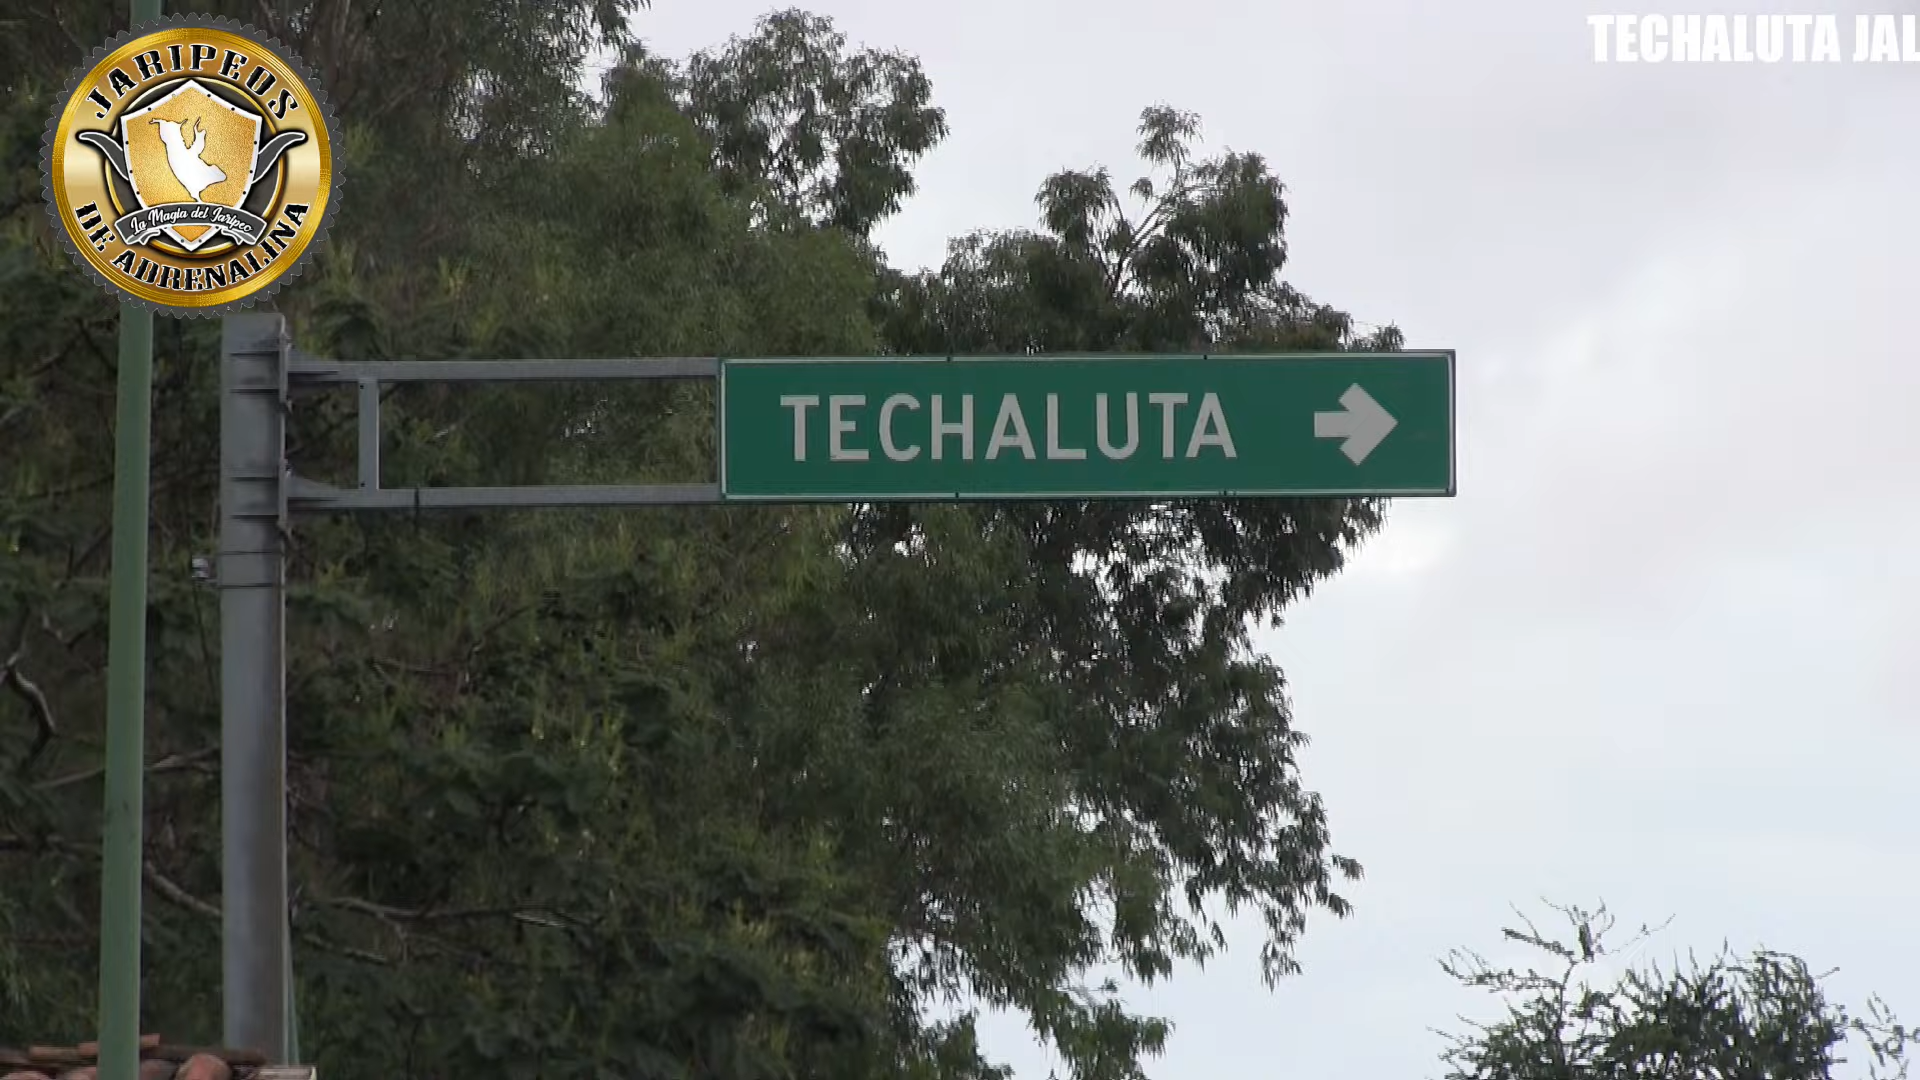 JARIPEOS
La Magia del Jaripeo
DE ADRENALINA
TECHALUTA JAL
TECHALUTA